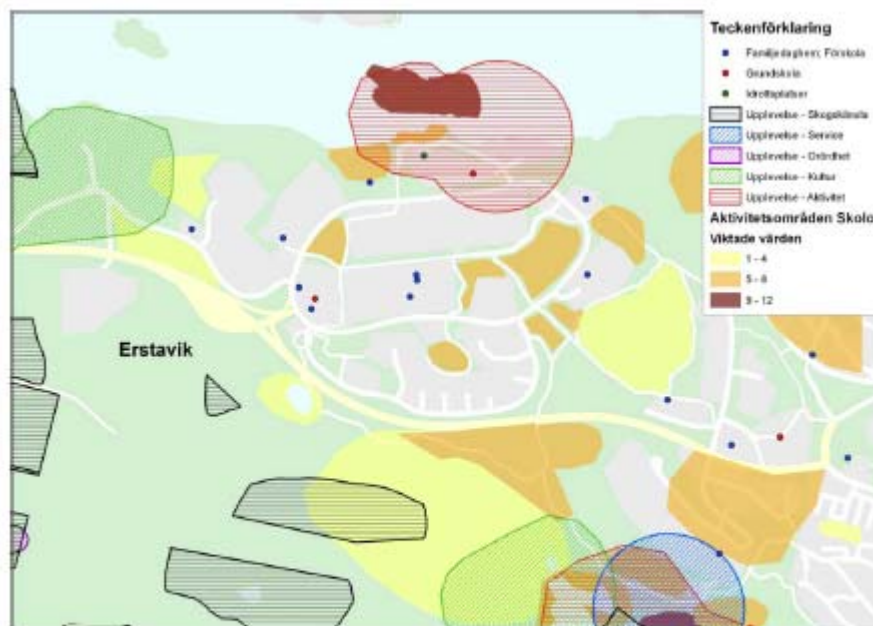 Teckenförklaring
Familjedaghem; Förskola
Grundskola
Idrottsplatser
Upplevelse - Skogskänsla
Upplevelse - Service
Upplevelse - Orördhet
Upplevelse - Kultur
Upplevelse - Aktivitet
Aktivitetsområden Skolo
Viktade värden
1 - 4
5 - 8
9 - 12
Erstavik